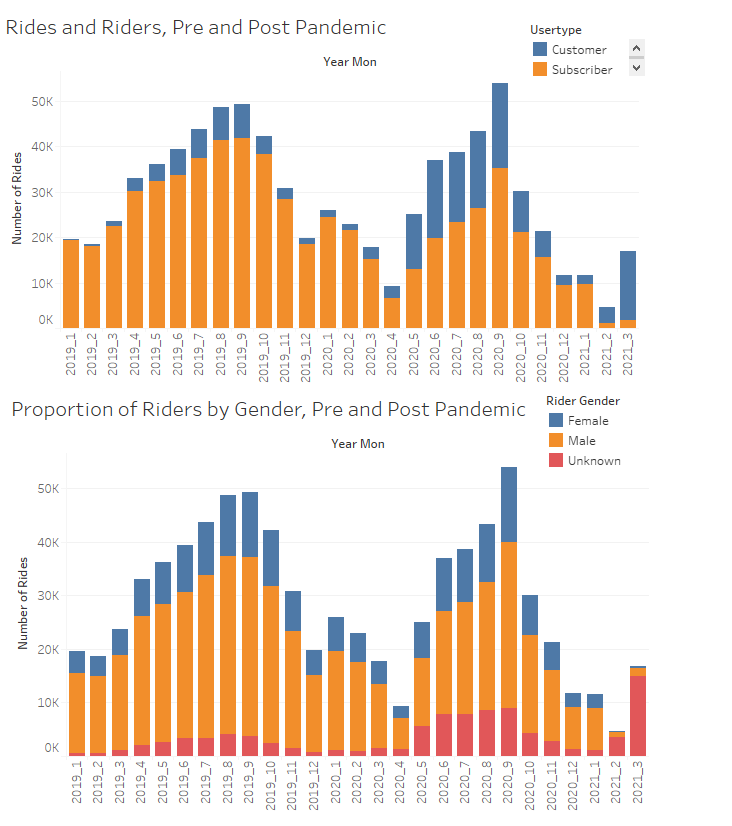 Rides and Riders, Pre and Post Pandemic
Usertype
Customer
Subscriber
Year Mon
Number of Rides
50K
40K
30K
20K
10K
0K
2019_1
2019_2
2019_3
2019_4
2019_5
2019_6
2019_7
2019_8
2019_9
2019_10
2019_11
2019_12
2020_1
2020_2
2020_3
2020_4
2020_5
2020_6
2020_7
2020_8
2020_9
2020_10
2020_11
2020_12
2021_1
2021_2
2021_3
Proportion of Riders by Gender, Pre and Post Pandemic
Rider Gender
Female
Male
Unknown
Year Mon
Number of Rides
50K
40K
30K
20K
10K
0K
2019_1
2019_2
2019_3
2019_4
2019_5
2019_6
2019_7
2019_8
2019_9
2019_10
2019_11
2019_12
2020_1
2020_2
2020_3
2020_4
2020_5
2020_6
2020_7
2020_8
2020_9
2020_10
2020_11
2020_12
2021_1
2021_2
2021_3